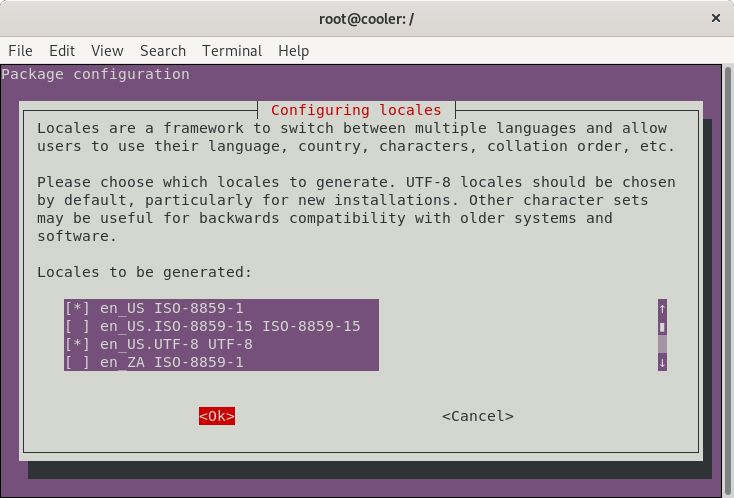 root@cooler: /
×
File Edit View Search Terminal Help
Package configuration
Configuring locales
Locales are a framework to switch between multiple languages and allow
users to use their language, country, characters, collation order, etc.
Please choose which locales to generate. UTF-8 locales should be chosen
by default, particularly for new installations. Other character sets
may be useful for backwards compatibility with older systems and
software.
Locales to be generated:
[*] en_US ISO-8859-1
[ ] en_US.ISO-8859-15 ISO-8859-15
[*] en_US.UTF-8 UTF-8
[ ] en_ZA ISO-8859-1
<Ok> <Cancel>